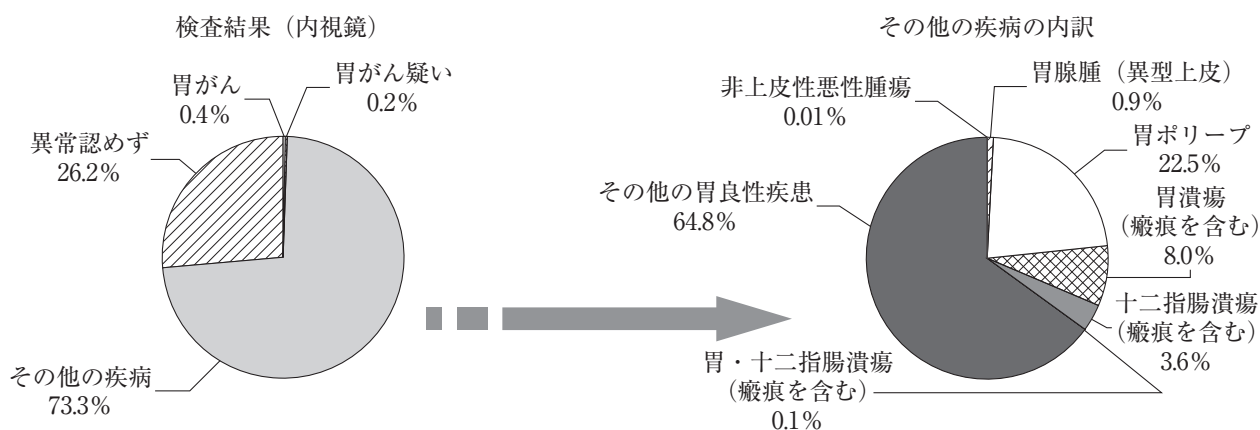 検査結果（内視鏡）
胃がん
0.4%
胃がん疑い
0.2%
異常認めず
26.2%
その他の疾病
73.3%
その他の疾病の内訳
非上皮性悪性腫瘍
0.01%
胃腺腫（異型上皮）
0.9%
胃ポリープ
22.5%
胃潰瘍
（瘢痕を含む）
8.0%
十二指腸潰瘍
（瘢痕を含む）
3.6%
胃・十二指腸潰瘍
（瘢痕を含む）
0.1%
その他の胃良性疾患
64.8%